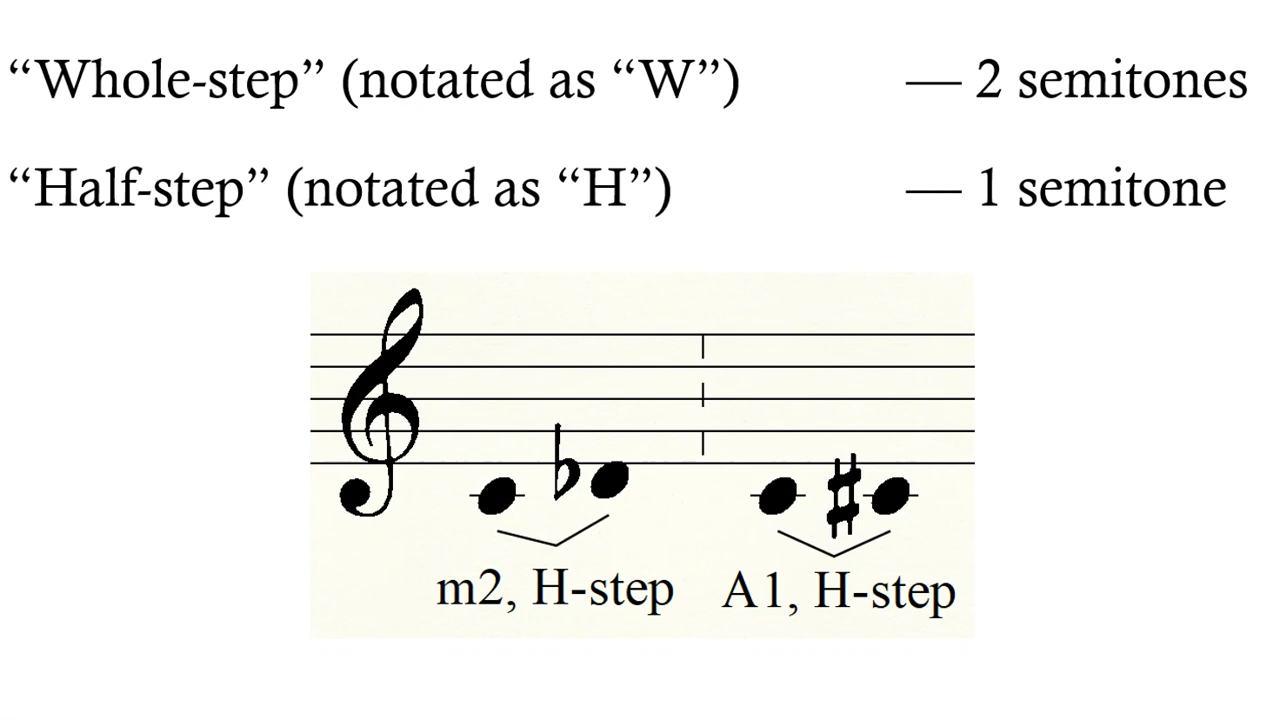 “Whole-step” (notated as “W”) — 2 semitones
“Half-step” (notated as “H”) — 1 semitone
m2, H-step A1, H-step